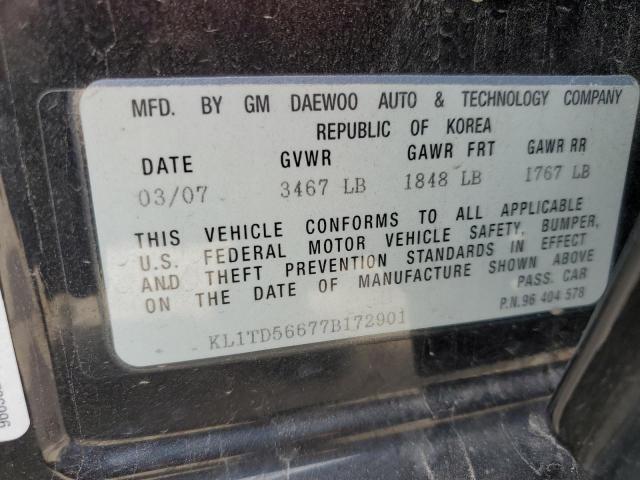 MFD. BY GM DAEWOO AUTO & TECHNOLOGY COMPANY
REPUBLIC OF KOREA
DATE GVWR GAWR FRT GAWR RR
03/07 3467 LB 1848 LB 1767 LB
THIS VEHICLE CONFORMS TO ALL APPLICABLE
U.S. FEDERAL MOTOR VEHICLE SAFETY, BUMPER,
AND THEFT PREVENTION STANDARDS IN EFFECT
ON THE DATE OF MANUFACTURE SHOWN ABOVE
PASS. CAR
KL1TD56677B172901 P.N.96 404 578